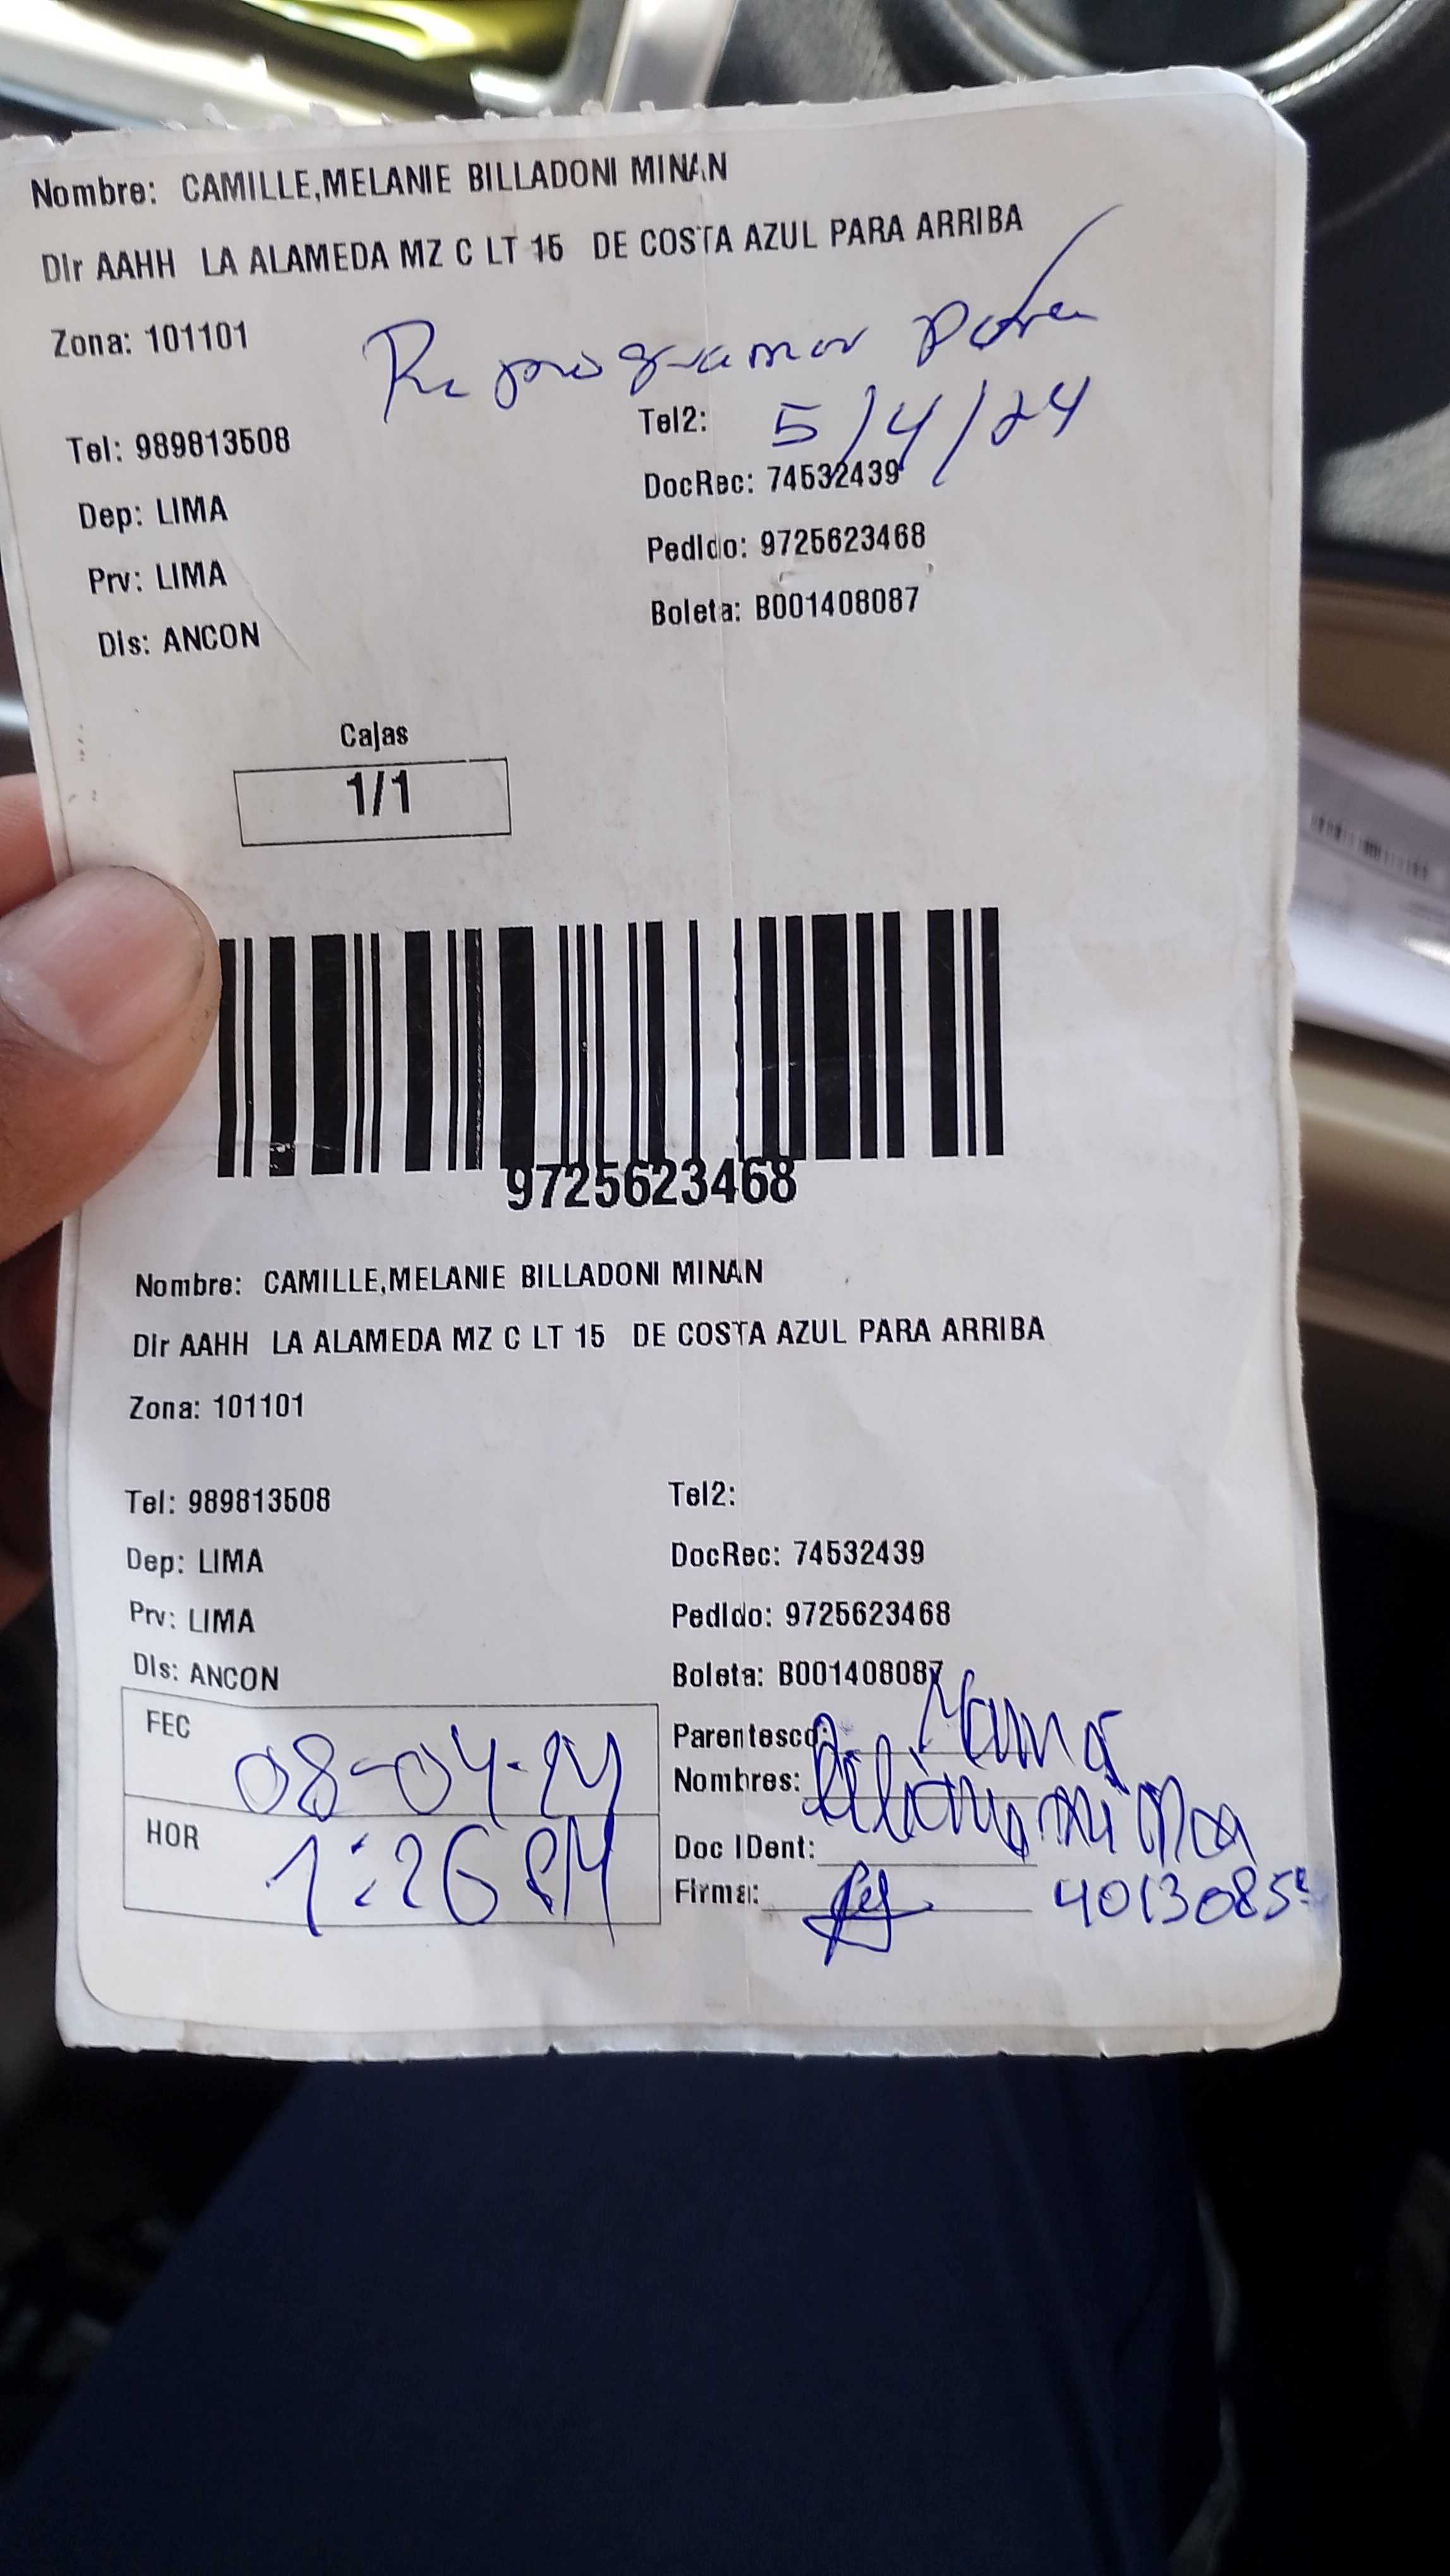 Nombre: CAMILLE,MELANIE BILLADONI MINAN
Dir AAHH LA ALAMEDA MZ C LT 15 DE COSTA AZUL PARA ARRIBA
Zona: 101101
Reprogramar para
5/4/24
Tel: 989813508 Tel2:
Dep: LIMA DocRec: 74532439
Prv: LIMA Pedido: 9725623468
Dis: ANCON Boleta: B001408087
Cajas
1/1
9725623468
Nombre: CAMILLE,MELANIE BILLADONI MINAN
Dir AAHH LA ALAMEDA MZ C LT 15 DE COSTA AZUL PARA ARRIBA
Zona: 101101
Tel: 989813508 Tel2:
Dep: LIMA DocRec: 74532439
Prv: LIMA Pedido: 9725623468
Dis: ANCON Boleta: B001408087
FEC 08-04-24 Parentesco: Mamá
Nombres:
HOR 1:26 PM Doc IDent:
Firma: